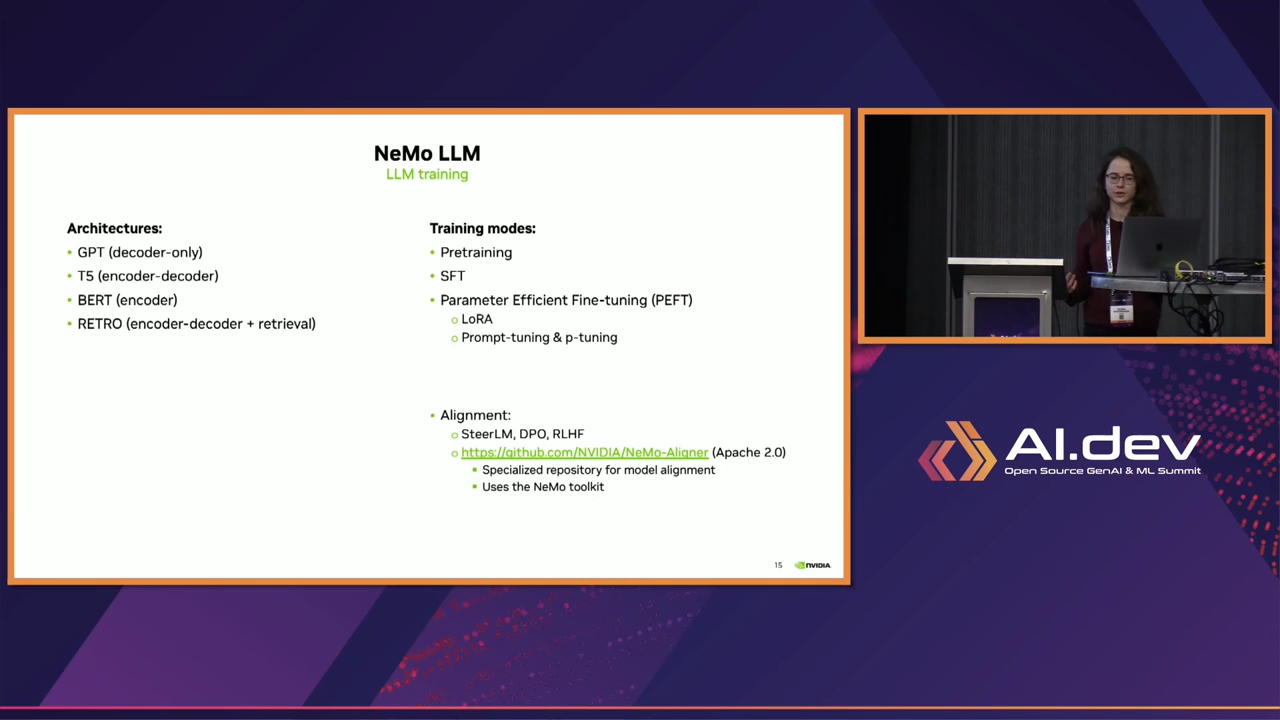 NeMo LLM
LLM training
Architectures:
• GPT (decoder-only)
• T5 (encoder-decoder)
• BERT (encoder)
• RETRO (encoder-decoder + retrieval)
Training modes:
• Pretraining
• SFT
• Parameter Efficient Fine-tuning (PEFT)
o LoRA
o Prompt-tuning & p-tuning
• Alignment:
o SteerLM, DPO, RLHF
o https://github.com/NVIDIA/NeMo-Aligner (Apache 2.0)
▪ Specialized repository for model alignment
▪ Uses the NeMo toolkit
15
NVIDIA
AI.dev
Open Source GenAI & ML Summit